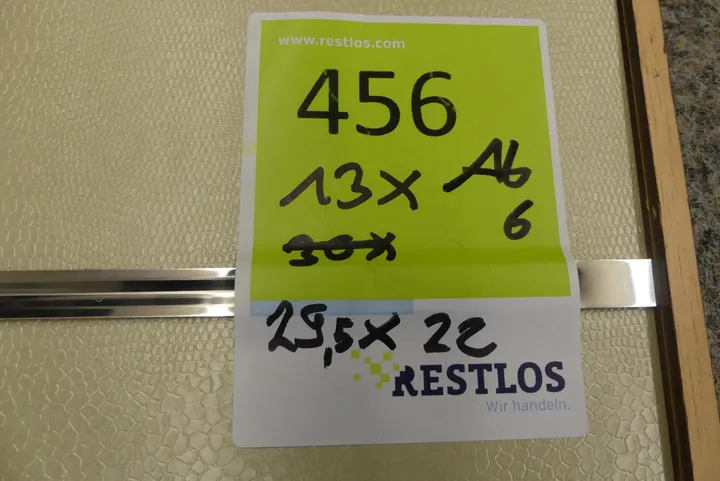 www.restlos.com
456
13x Ab
6
30x
29,5x 22
RESTLOS
Wir handeln.